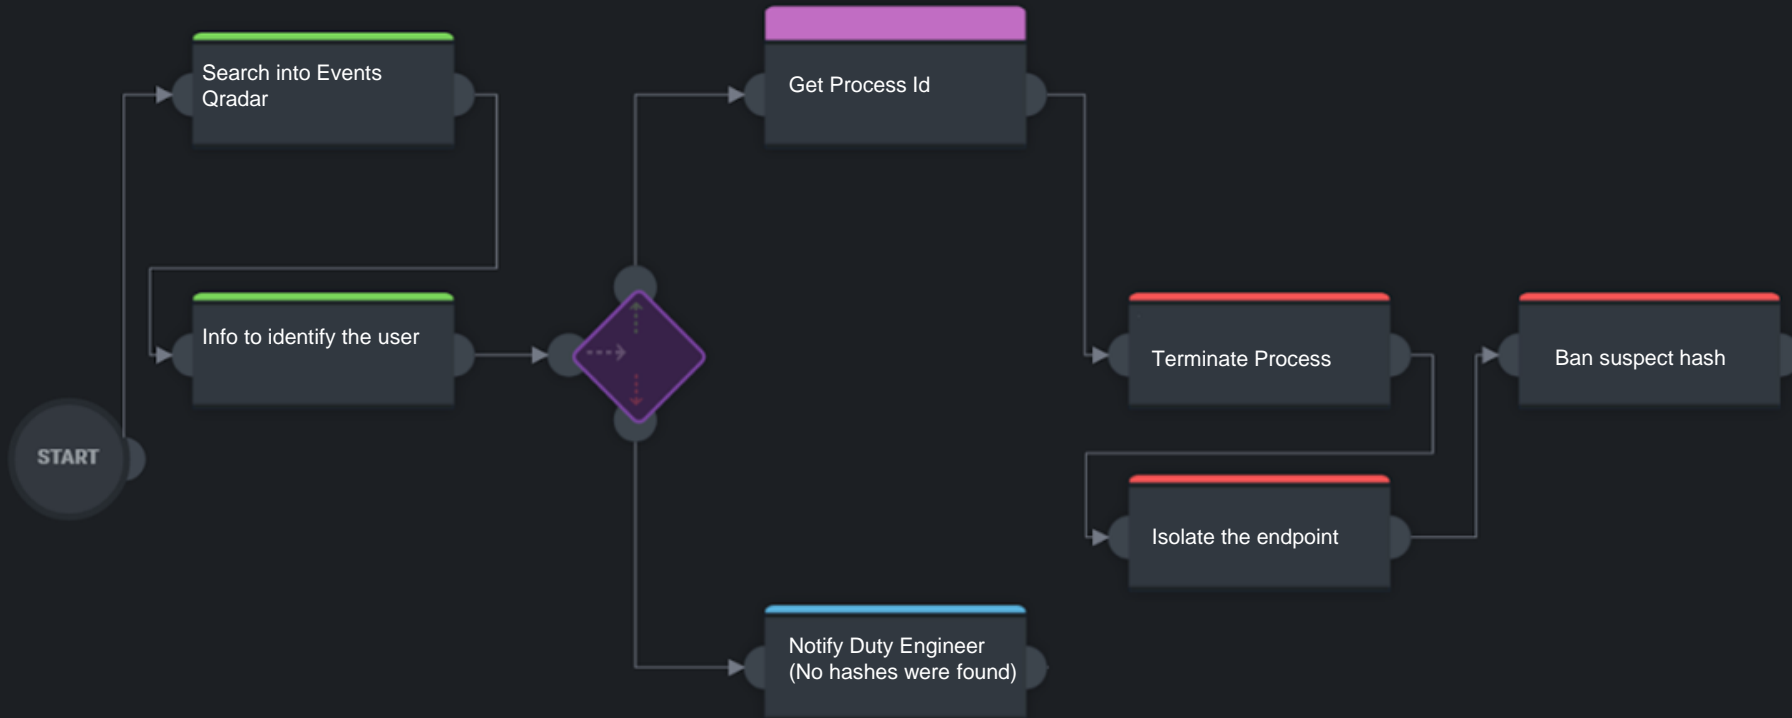 Search into Events
Qradar
Get Process Id
Info to identify the user
Terminate Process
Ban suspect hash
START
Isolate the endpoint
Notify Duty Engineer
(No hashes were found)